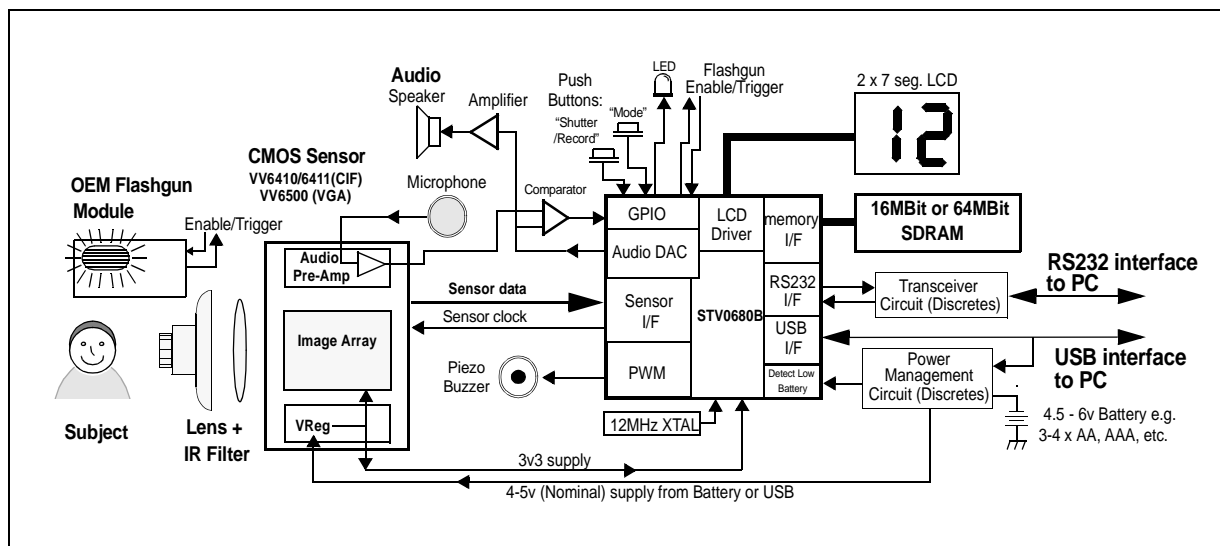 Audio
Speaker
Amplifier
Push
Buttons:
"Shutter
/Record"
"Mode"
LED
Flashgun
Enable/Trigger
2 x 7 seg. LCD
12
CMOS Sensor
VV6410/6411(CIF)
VV6500 (VGA)
Microphone
Comparator
OEM Flashgun
Module
Enable/Trigger
Audio
Pre-Amp
Image Array
VReg
Sensor data
Sensor clock
Piezo
Buzzer
GPIO
Audio DAC
Sensor
I/F
PWM
LCD
Driver
STV0680B
memory
I/F
RS232
I/F
USB
I/F
Detect Low
Battery
16MBit or 64MBit
SDRAM
Transceiver
Circuit (Discretes)
RS232 interface
to PC
USB interface
to PC
Power
Management
Circuit (Discretes)
4.5 - 6v Battery e.g.
3-4 x AA, AAA, etc.
12MHz XTAL
Subject
Lens +
IR Filter
3v3 supply
4-5v (Nominal) supply from Battery or USB